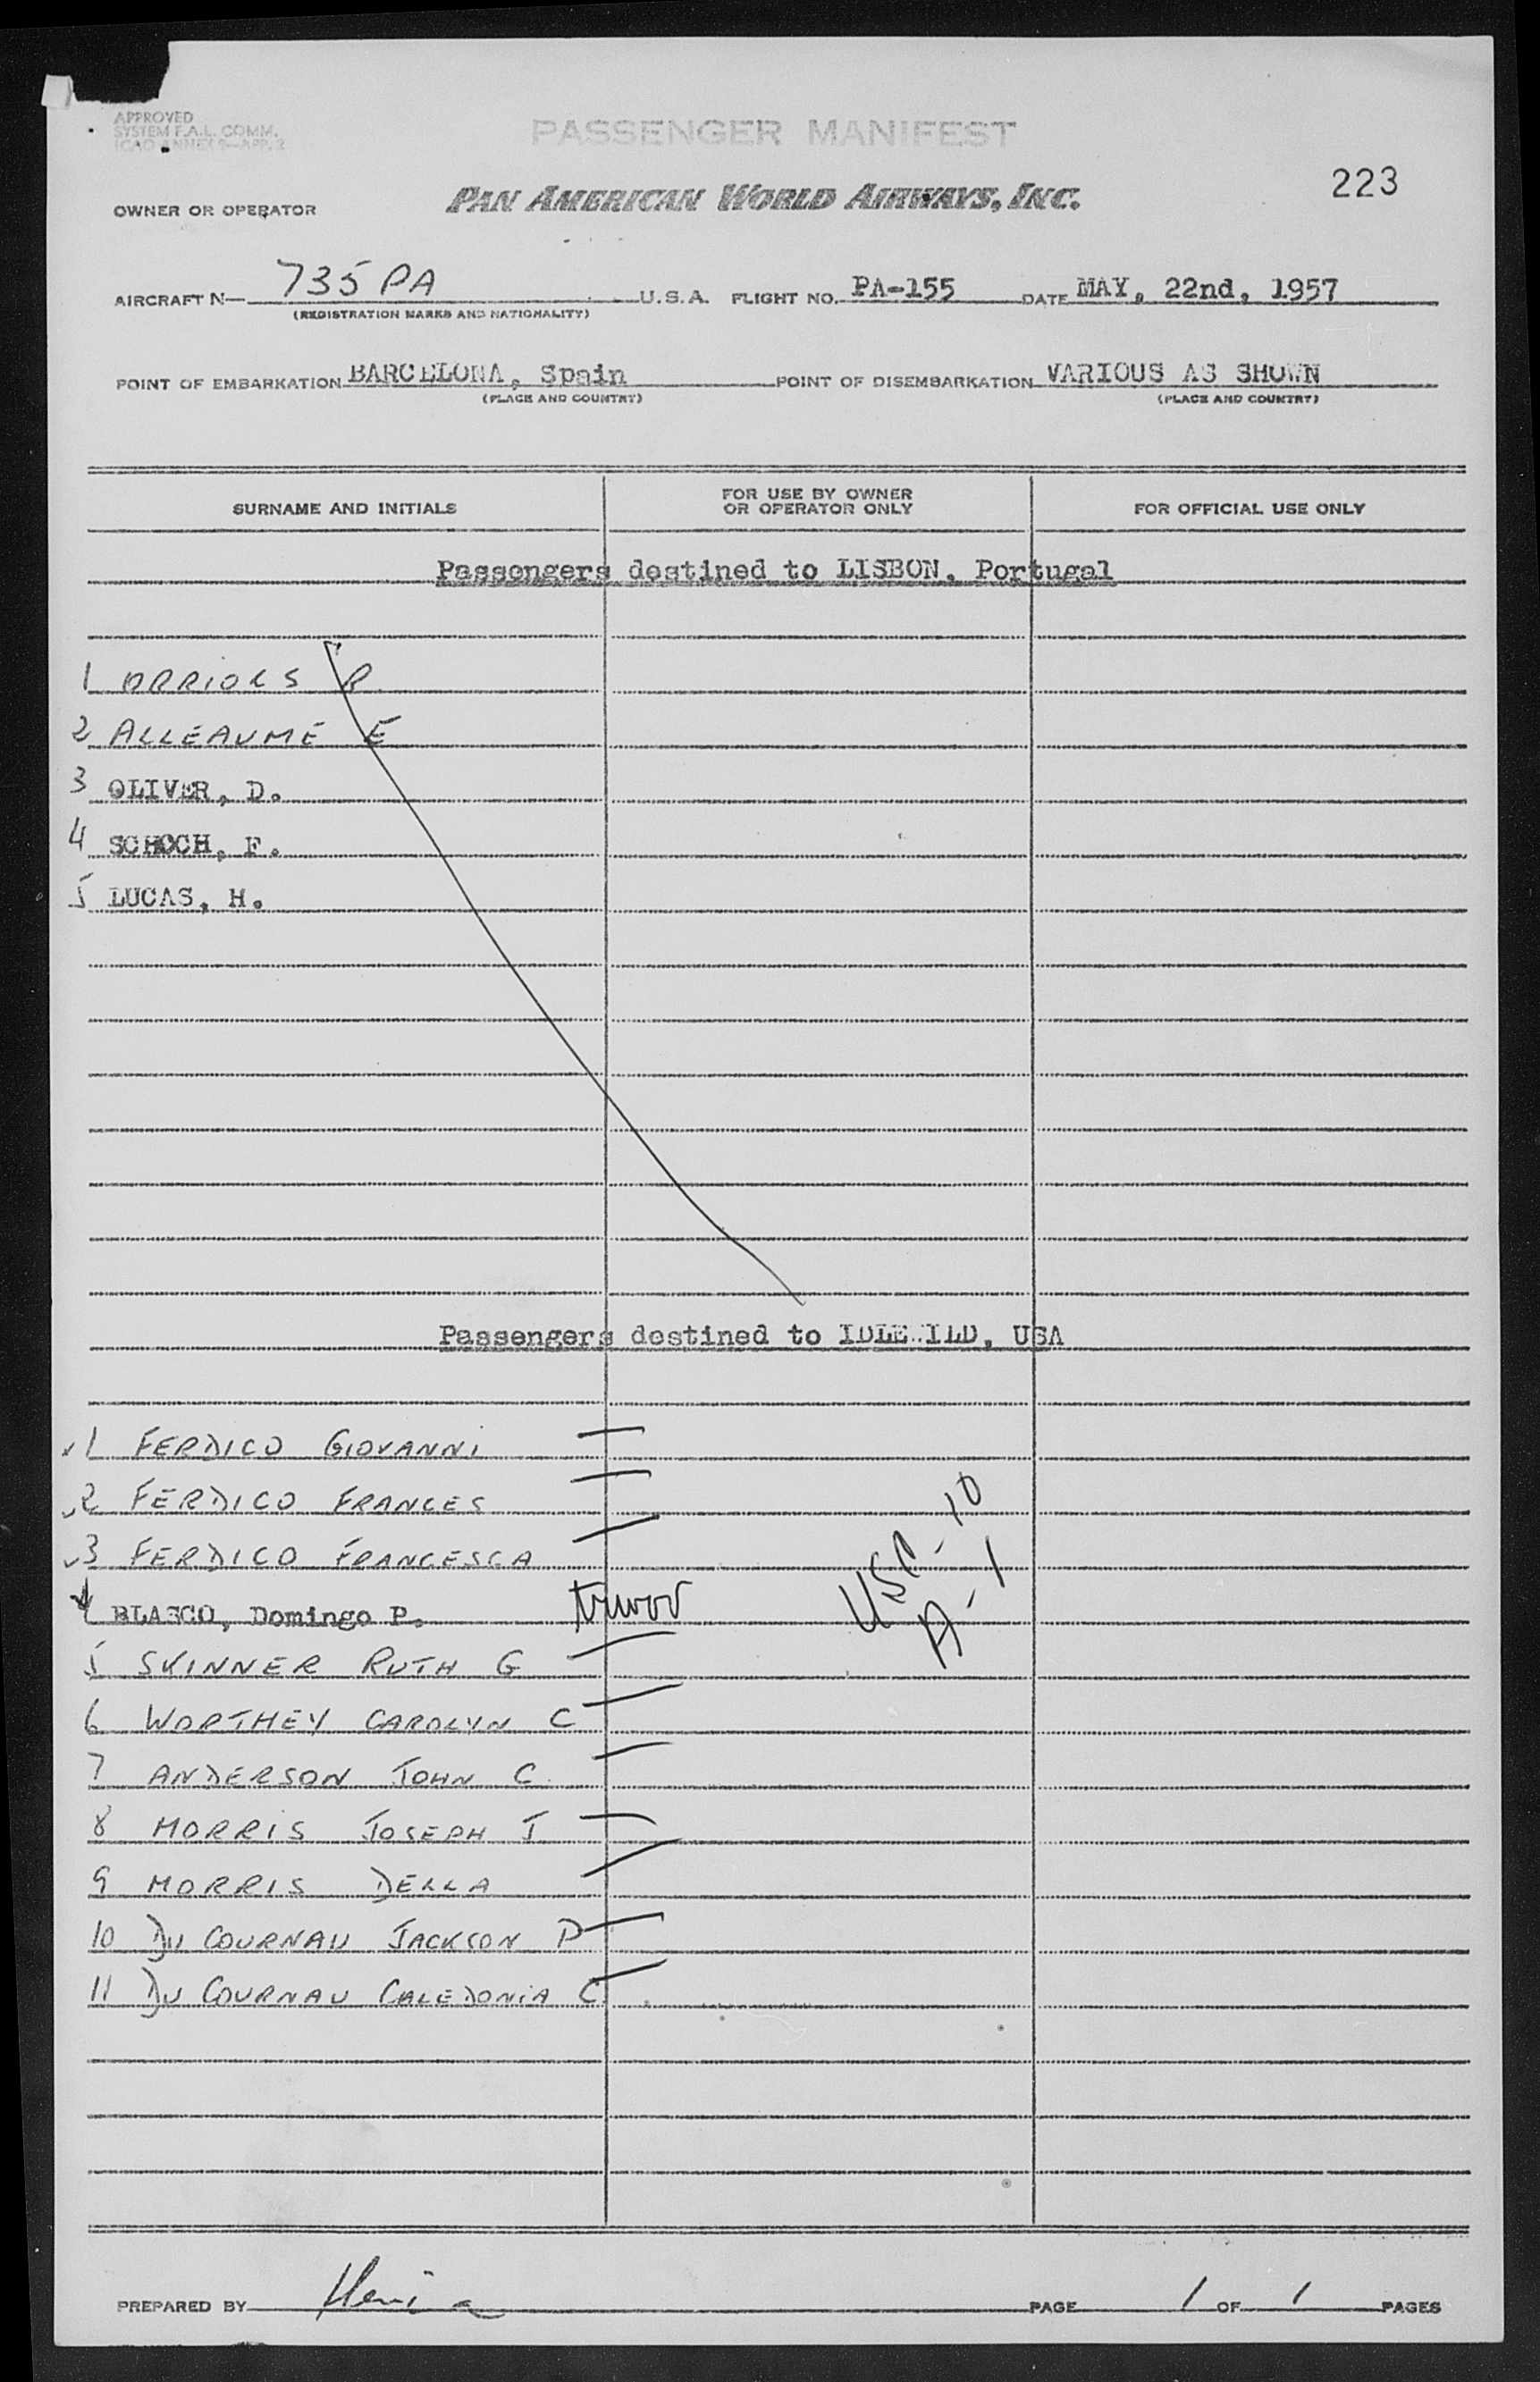 APPROVED
SYSTEM F.A.L. COMM.
ICAO ANNEX 9—APP. 2
PASSENGER MANIFEST
223
OWNER OR OPERATOR PAN AMERICAN WORLD AIRWAYS, INC.
AIRCRAFT N— 735 PA U.S.A. FLIGHT NO. PA-155 DATE MAY, 22nd, 1957
(REGISTRATION MARKS AND NATIONALITY)
POINT OF EMBARKATION BARCELONA, Spain POINT OF DISEMBARKATION VARIOUS AS SHOWN
(PLACE AND COUNTRY) (PLACE AND COUNTRY)
SURNAME AND INITIALS FOR USE BY OWNER OR OPERATOR ONLY FOR OFFICIAL USE ONLY
Passengers destined to LISBON, Portugal
1 ORRIOLS R
2 ALLEAUME E
3 OLIVER, D.
4 SCHOCH, F.
5 LUCAS, H.
Passengers destined to IDLEWILD, USA
1 FERDICO GIOVANNI
2 FERDICO FRANCES
3 FERDICO FRANCESCA
4 BLASCO, Domingo P.
USC - 10
A - 1
5 SKINNER RUTH G
6 WORTHEY CAROLYN C
7 ANDERSON JOHN C
8 MORRIS JOSEPH J
9 MORRIS DELLA
10 DU COURNAU JACKSON P
11 DU COURNAU CALEDONIA C
PREPARED BY PAGE 1 OF 1 PAGES